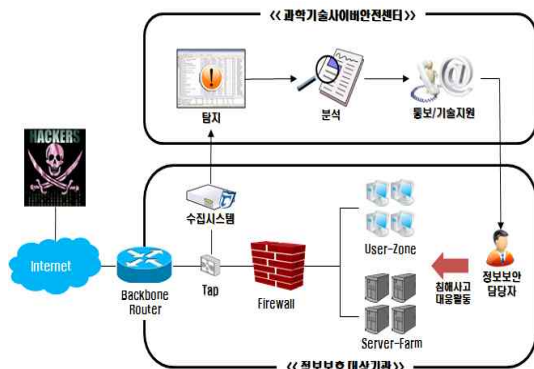 << 과학기술사이버안전센터>>
탐지
분석
통보/기술지원
HACKERS
수집시스템
Internet
Backbone
Router
Tap
Firewall
User-Zone
Server-Farm
침해사고
대응활동
정보보안
담당자
<< 정보보호 대상기관>>